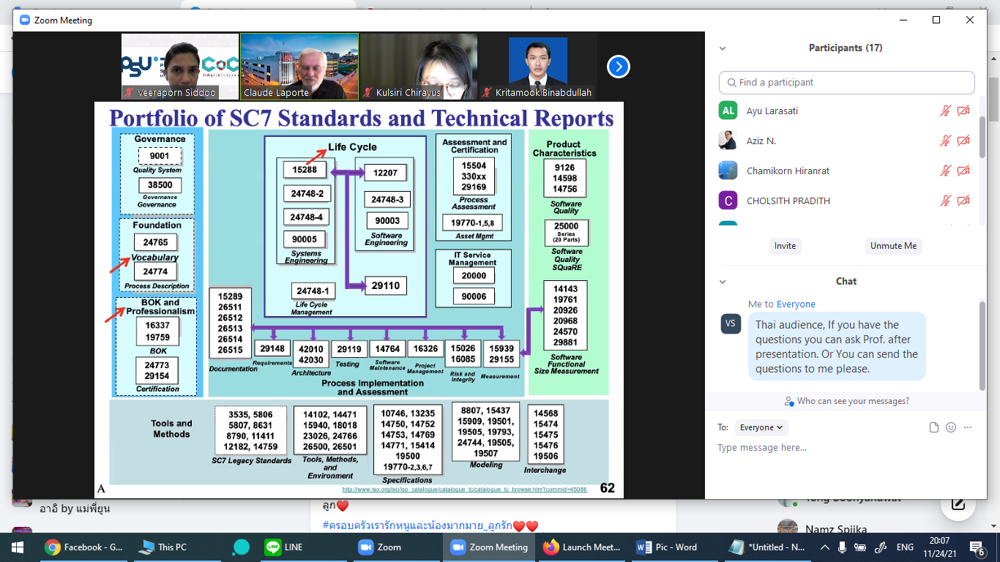 Zoom Meeting
PSU
CoC
College of Computing
Veeraporn Siddoo
Claude Laporte
Kulsiri Chirayus
Kritamook Binabdullah
Portfolio of SC7 Standards and Technical Reports
Governance
9001
Quality System
38500
Governance
Governance
Foundation
24765
Vocabulary
24774
Process Description
BOK and
Professionalism
16337
19759
BOK
24773
29154
Certification
Life Cycle
15288
24748-2
24748-4
90005
Systems
Engineering
12207
24748-3
90003
Software
Engineering
24748-1
Life Cycle
Management
29110
Assessment and
Certification
15504
330xx
29169
Process
Assessment
19770-1,5,8
Asset Mgmt
IT Service
Management
20000
90006
Product
Characteristics
9126
14598
14756
Software
Quality
25000
Series
(20 Parts)
Software
Quality
SQuaRE
14143
19761
20926
20968
24570
29881
Software
Functional
Size Measurement
15289
26511
26512
26513
26514
26515
Documentation
29148
Requirements
42010
42030
Architecture
29119
Testing
14764
Software
Maintenance
16326
Project
Management
15026
16085
Risk and
Integrity
15939
29155
Measurement
Process Implementation
and Assessment
Tools and
Methods
3535, 5806
5807, 8631
8790, 11411
12182, 14759
SC7 Legacy Standards
14102, 14471
15940, 18018
23026, 24766
26500, 26501
Tools, Methods,
and
Environment
10746, 13235
14750, 14752
14753, 14769
14771, 15414
19500
19770-2,3,6,7
Specifications
8807, 15437
15909, 19501,
19505, 19793,
24744, 19505,
19507
Modeling
14568
15474
15475
15476
19506
Interchange
A
http://www.iso.org/iso/iso_catalogue/catalogue_tc/catalogue_tc_browse.htm?commid=45086
62
Participants (17)
Find a participant
AL Ayu Larasati
Aziz N.
Chamikorn Hiranrat
C CHOLSITH PRADITH
Invite
Unmute Me
Chat
Me to Everyone
VS
Thai audience, If you have the
questions you can ask Prof. after
presentation. Or You can send the
questions to me please.
Who can see your messages?
To: Everyone
Type message here...
อาอิ by แม่พี่ยูน
ลูก❤️
#ครอบครัวเรารักหนูและน้องมากมาย_ลูกรัก❤️❤️
Namz Spjika
Facebook - G...
This PC
LINE
LINE
Zoom
Zoom Meeting
Launch Meet...
Pic - Word
*Untitled - N...
ENG
20:07
11/24/21
6